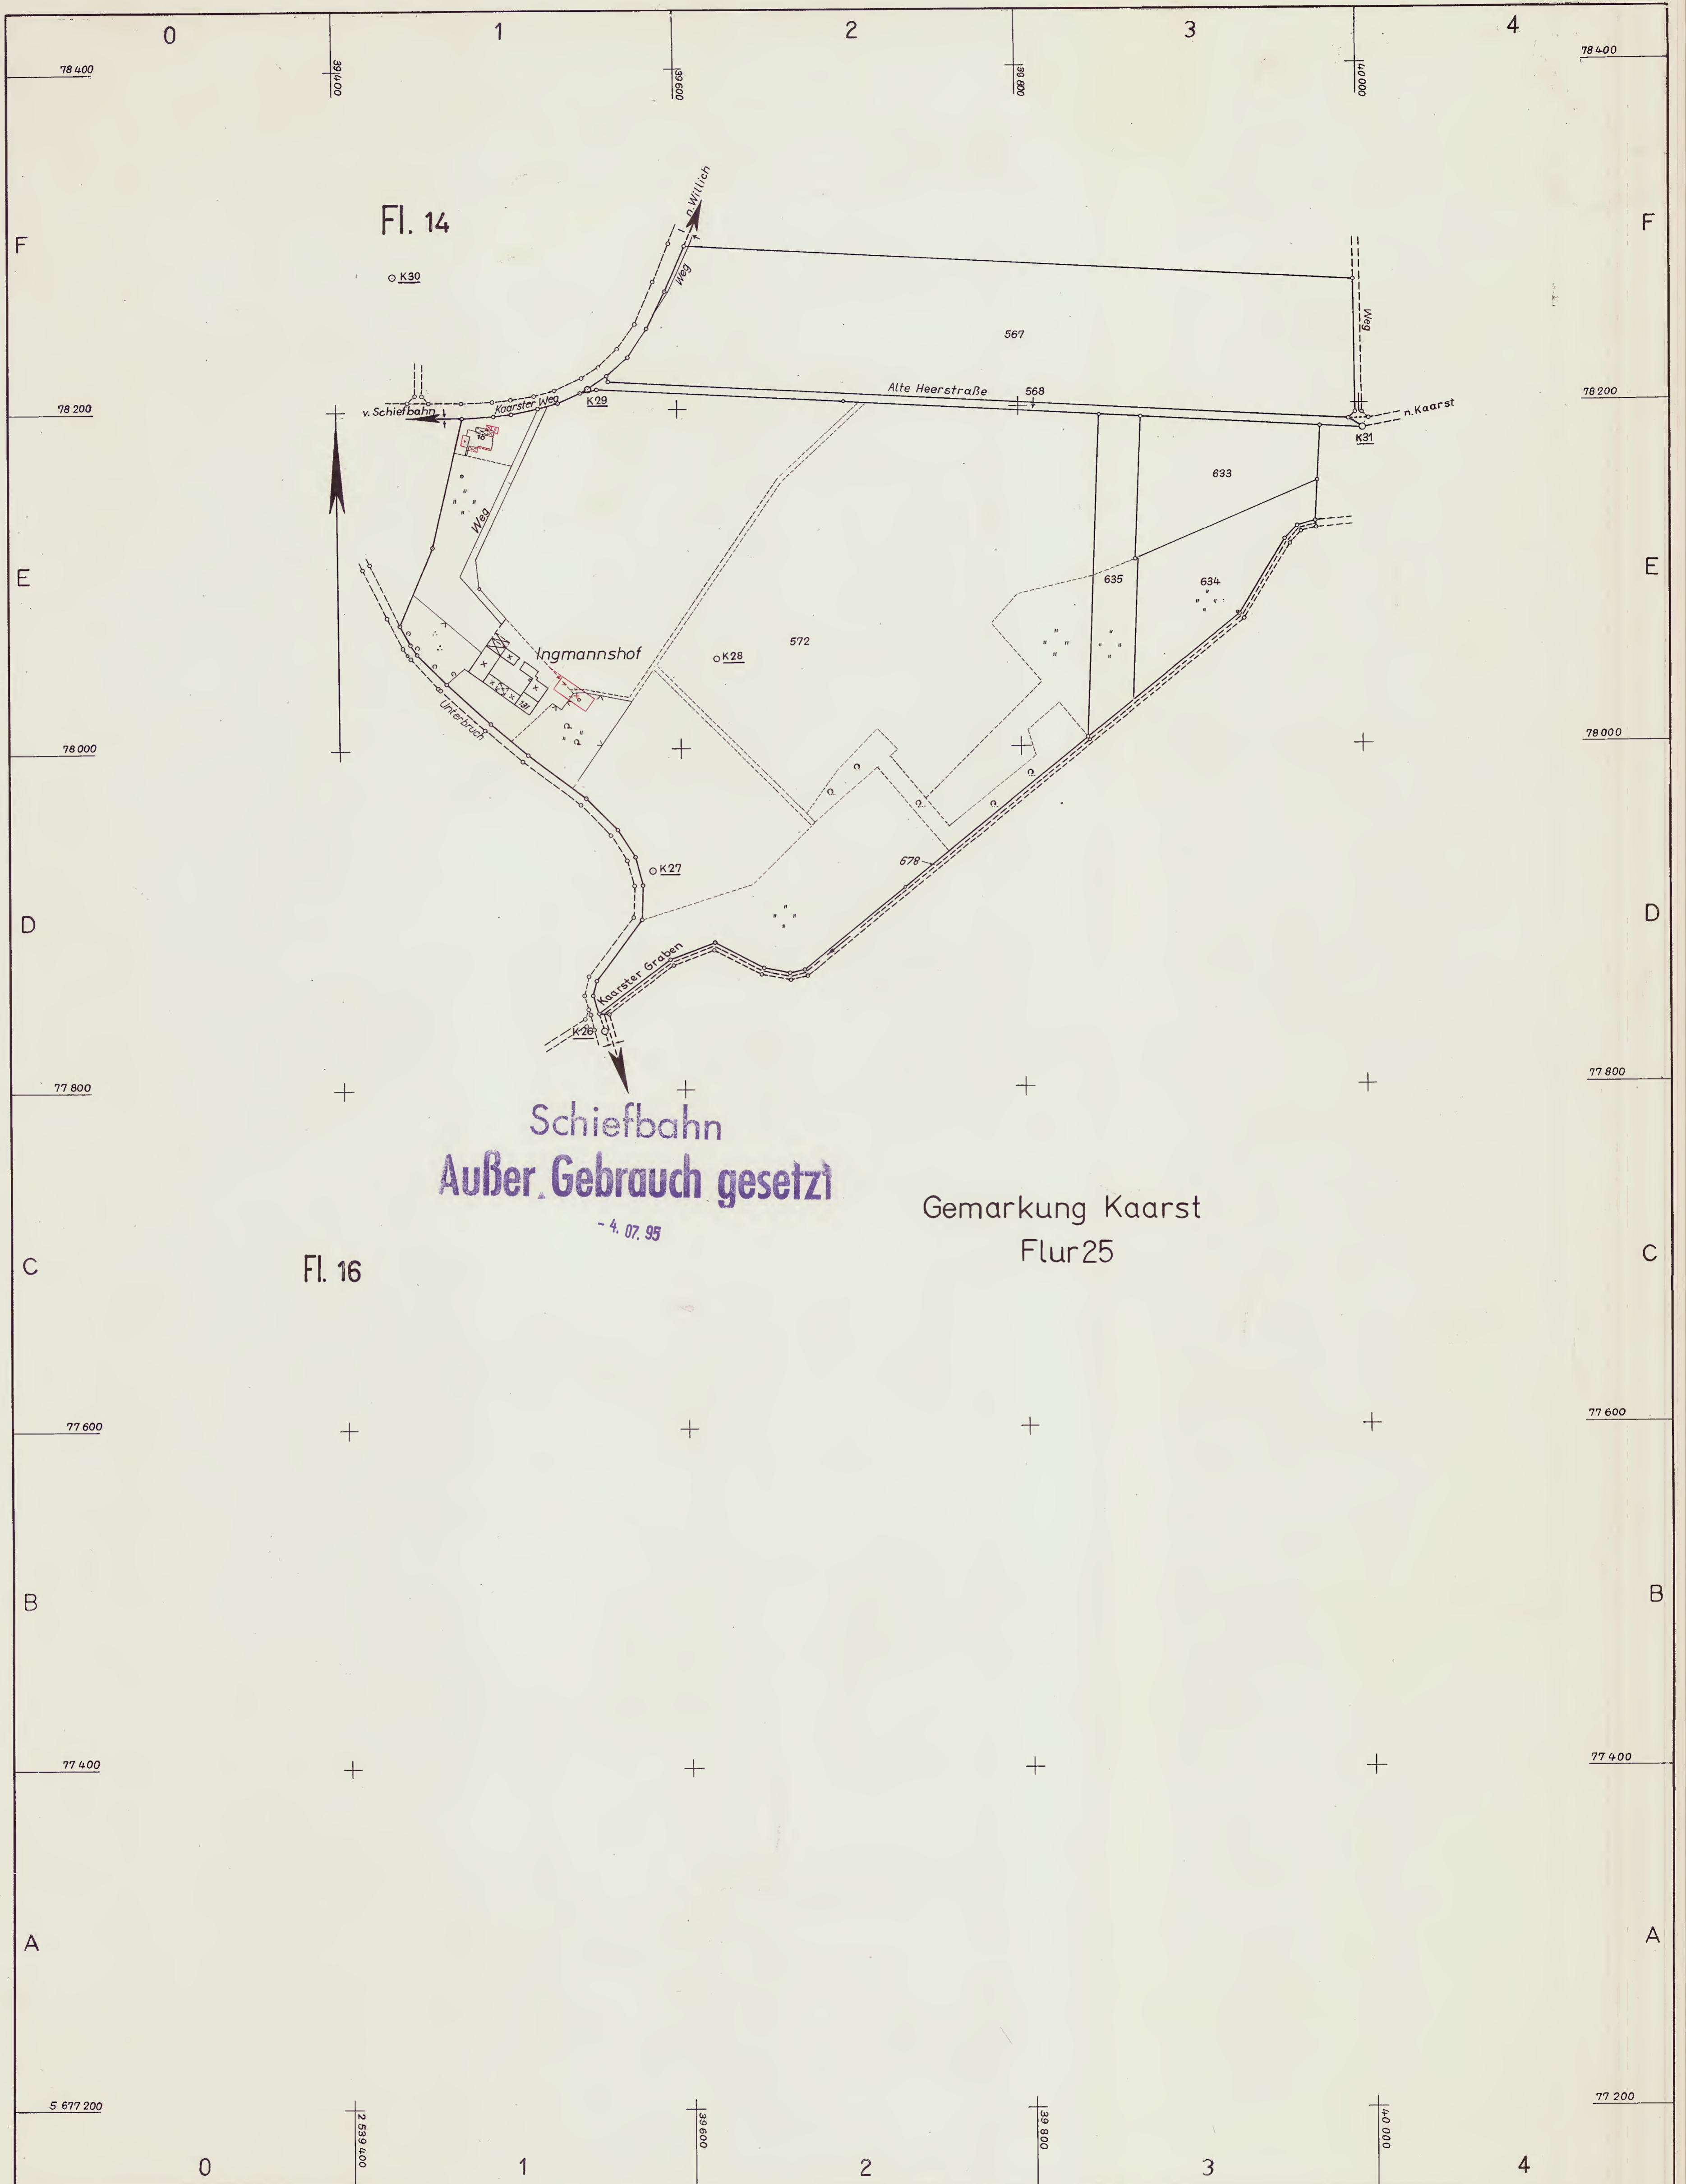 0 1 2 3 4
78 400 39 400 39 600 39 800 40 000 78 400
n. Willich
Fl. 14
F F
K30
Weg
567
Weg
Alte Heerstraße 568
78 200 78 200
v. Schiefbahn Kaarster Weg K29 n. Kaarst
K31
10
633
Weg
E E
635 634
572
Ingmannshof K28
127
Unterbruch
78 000 78 000
678
K27
D D
Kaarster Graben
K26
77 800 77 800
Schiefbahn
Außer Gebrauch gesetzt
- 4. 07. 95
Gemarkung Kaarst
Flur 25
C C
Fl. 16
77 600 77 600
B B
77 400 77 400
A A
5 677 200 77 200
2 539 400 39 600 39 800 40 000
0 1 2 3 4